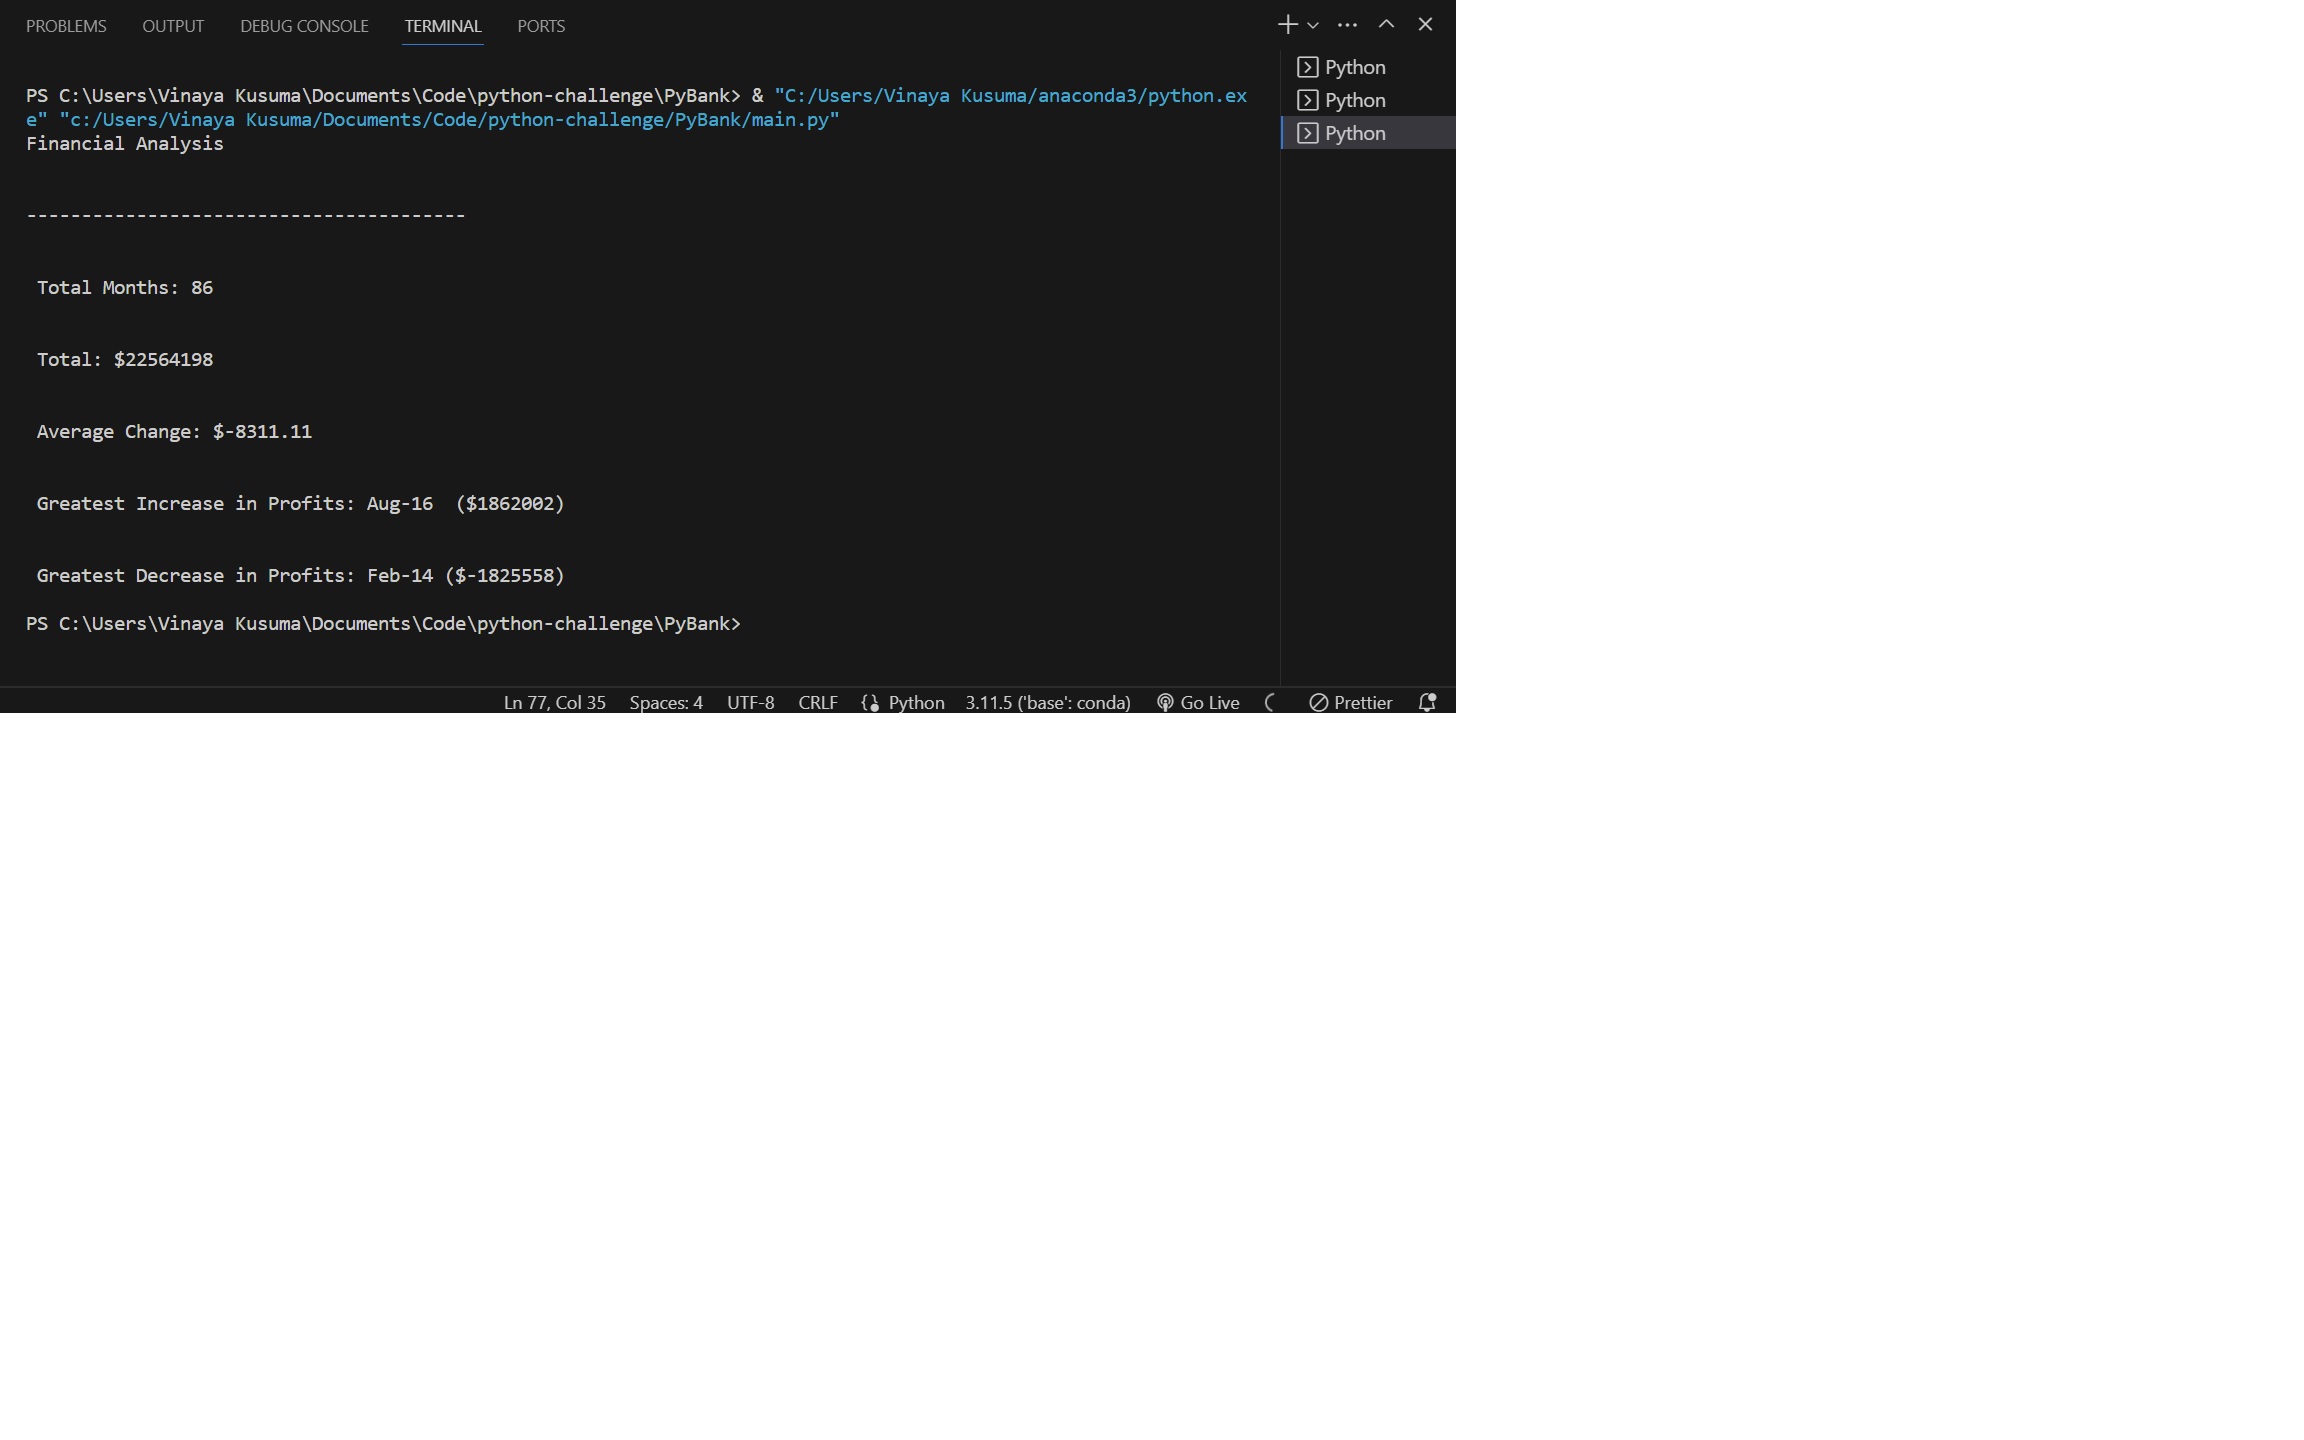 PROBLEMS OUTPUT DEBUG CONSOLE TERMINAL PORTS
Python
Python
Python
PS C:\Users\Vinaya Kusuma\Documents\Code\python-challenge\PyBank> & "C:/Users/Vinaya Kusuma/anaconda3/python.ex
e" "c:/Users/Vinaya Kusuma/Documents/Code/python-challenge/PyBank/main.py"
Financial Analysis
----------------------------------------
Total Months: 86
Total: $22564198
Average Change: $-8311.11
Greatest Increase in Profits: Aug-16  ($1862002)
Greatest Decrease in Profits: Feb-14 ($-1825558)
PS C:\Users\Vinaya Kusuma\Documents\Code\python-challenge\PyBank>
Ln 77, Col 35 Spaces: 4 UTF-8 CRLF Python 3.11.5 ('base': conda) Go Live Prettier